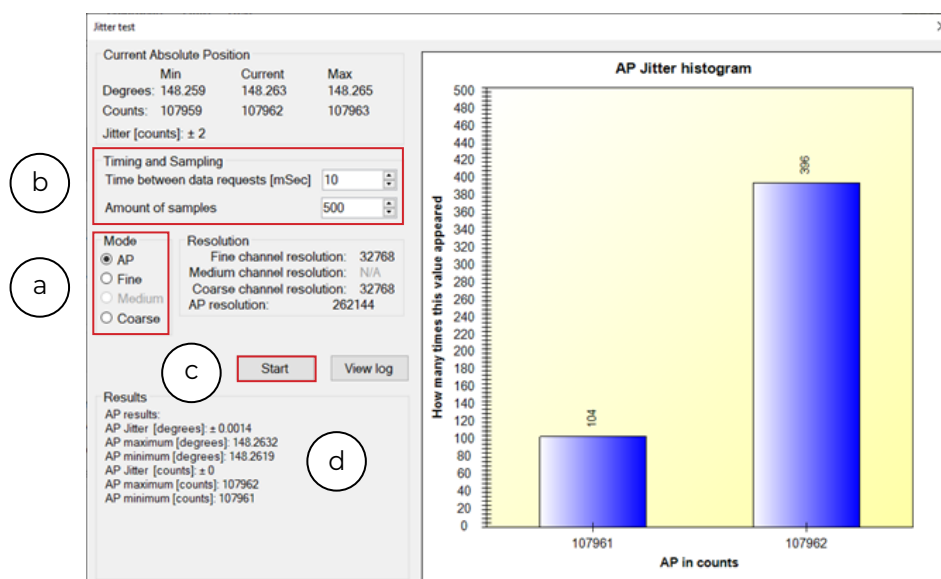 Jitter test
Current Absolute Position
Min Current Max
Degrees: 148.259 148.263 148.265
Counts: 107959 107962 107963
Jitter [counts]: ± 2
b
Timing and Sampling
Time between data requests [mSec] 10
Amount of samples 500
a
Mode
AP
Fine
Medium
Coarse
Resolution
Fine channel resolution: 32768
Medium channel resolution: N/A
Coarse channel resolution: 32768
AP resolution: 262144
c
Start View log
Results
AP results:
AP Jitter [degrees]: ± 0.0014
AP maximum [degrees]: 148.2632
AP minimum [degrees]: 148.2619
AP Jitter [counts]: ± 0
AP maximum [counts]: 107962
AP minimum [counts]: 107961
d
AP Jitter histogram
How many times this value appeared
500
480
460
440
420
400
380
360
340
320
300
280
260
240
220
200
180
160
140
120
100
80
60
40
20
0
104
396
107961 107962
AP in counts